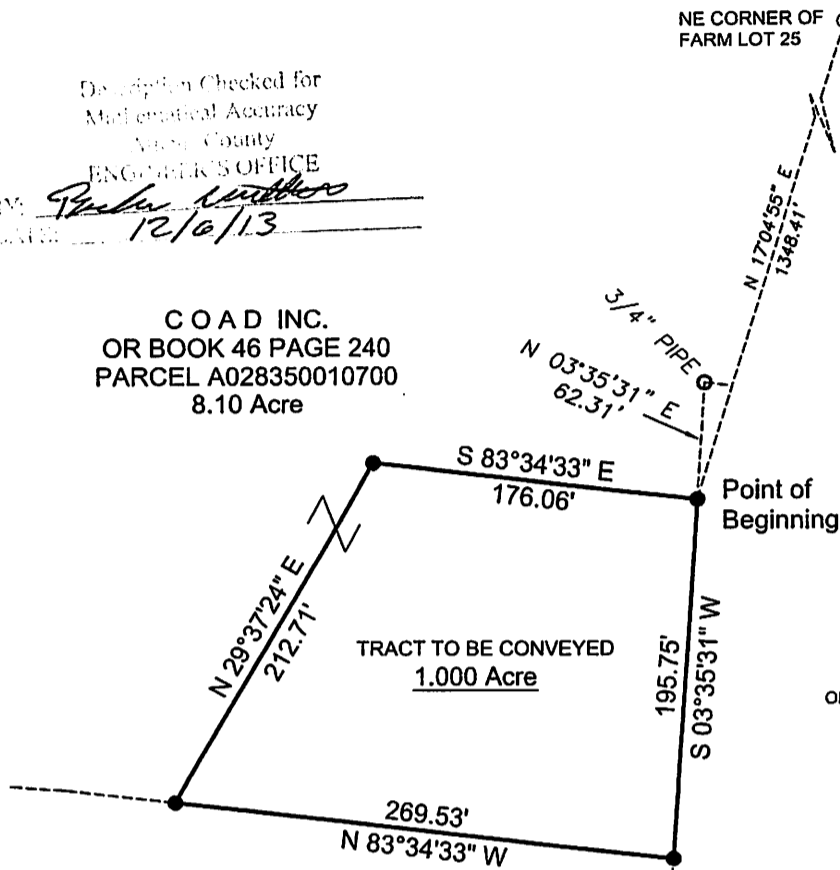 NE CORNER OF
FARM LOT 25
Description Checked for
Mathematical Accuracy
County
ENGINEER'S OFFICE
12/6/13
N 17°04'55" E
1348.41'
C O A D INC.
OR BOOK 46 PAGE 240
PARCEL A028350010700
8.10 Acre
3/4" PIPE
N 03°35'31" E
62.31'
S 83°34'33" E
176.06'
Point of
Beginning
N 29°37'24" E
212.71'
TRACT TO BE CONVEYED
1.000 Acre
195.75'
S 03°35'31" W
269.53'
N 83°34'33" W